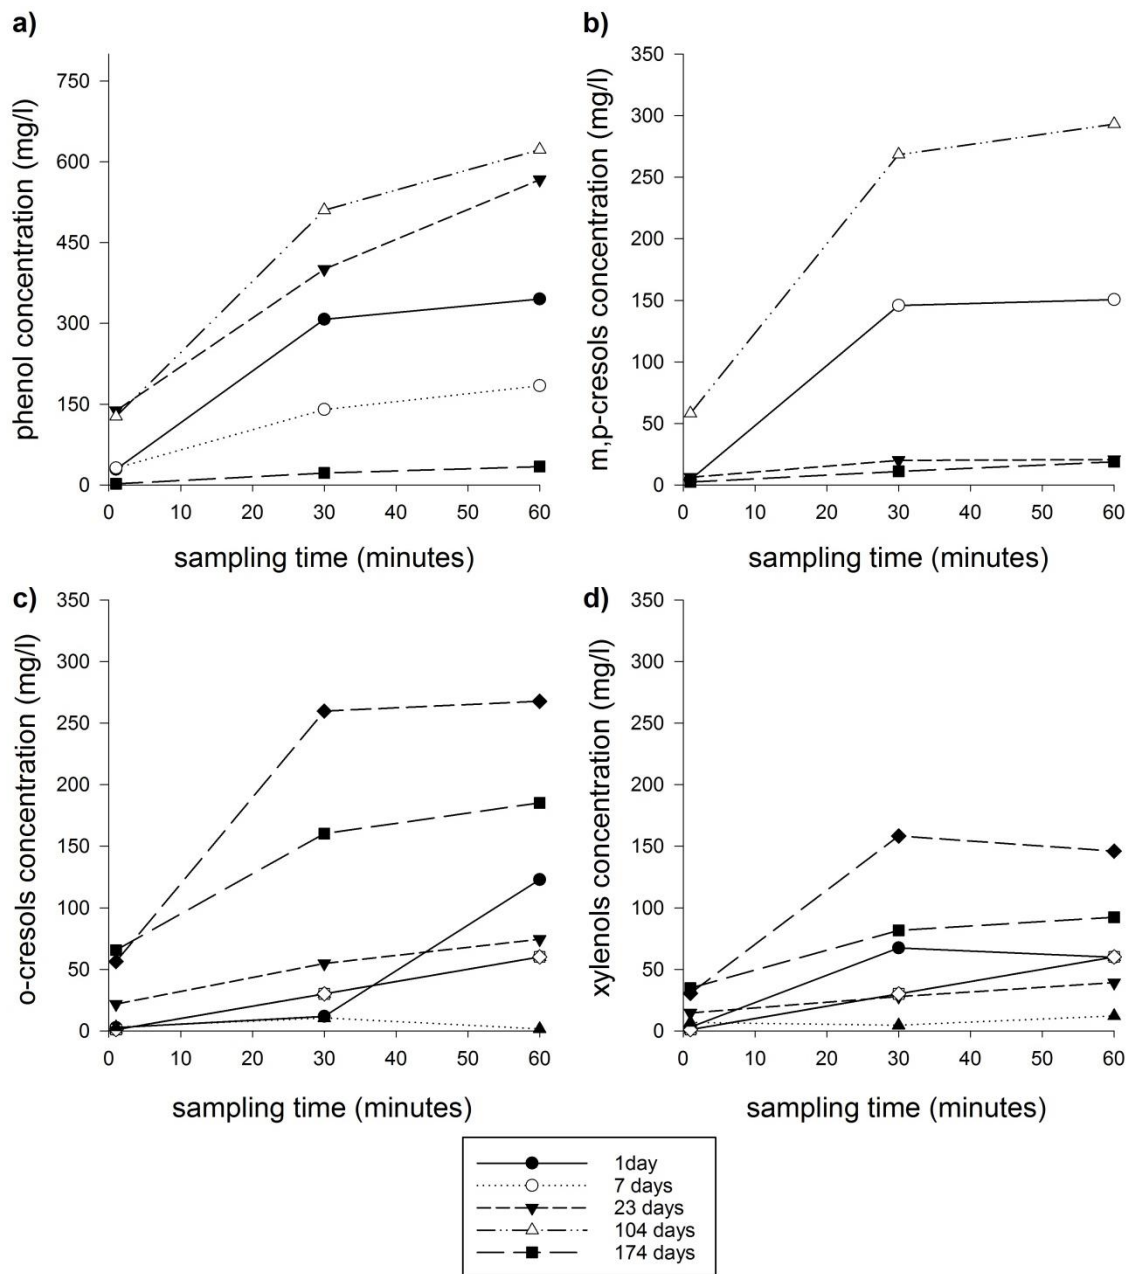 a)
phenol concentration (mg/l)
750
600
450
300
150
0
0 10 20 30 40 50 60
sampling time (minutes)
b)
m,p-cresols concentration (mg/l)
350
300
250
200
150
100
50
0
0 10 20 30 40 50 60
sampling time (minutes)
c)
o-cresols concentration (mg/l)
350
300
250
200
150
100
50
0
0 10 20 30 40 50 60
sampling time (minutes)
d)
xylenols concentration (mg/l)
350
300
250
200
150
100
50
0
0 10 20 30 40 50 60
sampling time (minutes)
1day
7 days
23 days
104 days
174 days